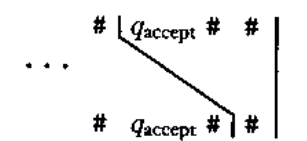 # | q_accept # # |
... 
# q_accept # | # |